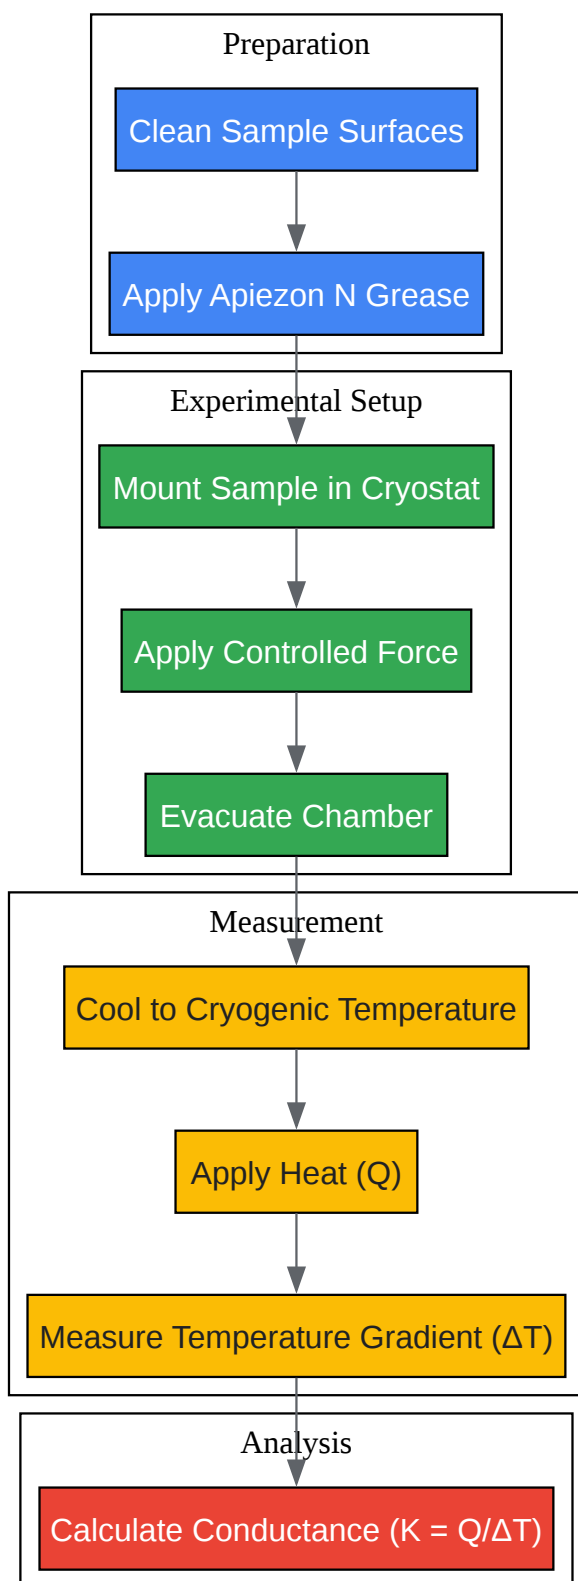 Preparation
Clean Sample Surfaces
Apply Apiezon N Grease
Experimental Setup
Mount Sample in Cryostat
Apply Controlled Force
Evacuate Chamber
Measurement
Cool to Cryogenic Temperature
Apply Heat (Q)
Measure Temperature Gradient (ΔT)
Analysis
Calculate Conductance (K = Q/ΔT)